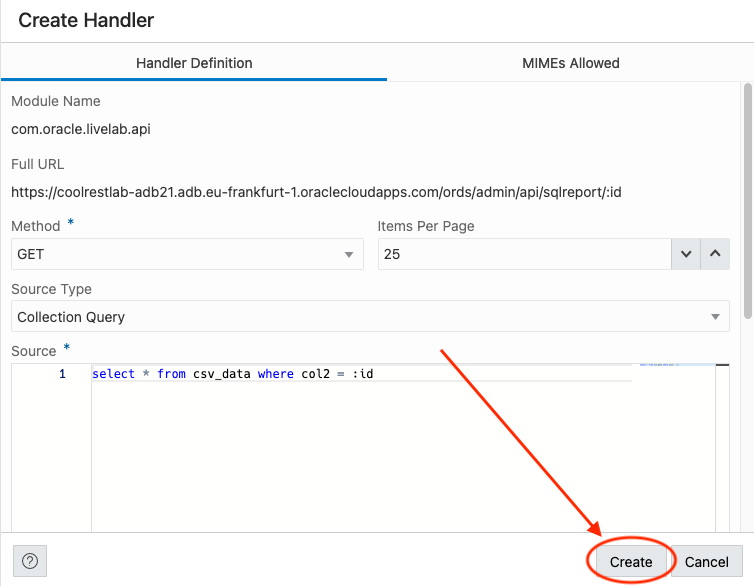 Create Handler
Handler Definition
MIMEs Allowed
Module Name
com.oracle.livelab.api
Full URL
https://coolrestlab-adb21.adb.eu-frankfurt-1.oraclecloudapps.com/ords/admin/api/sqlreport/:id
Method *
Items Per Page
GET
25
Source Type
Collection Query
Source *
1 select * from csv_data where col2 = :id
?
Create
Cancel